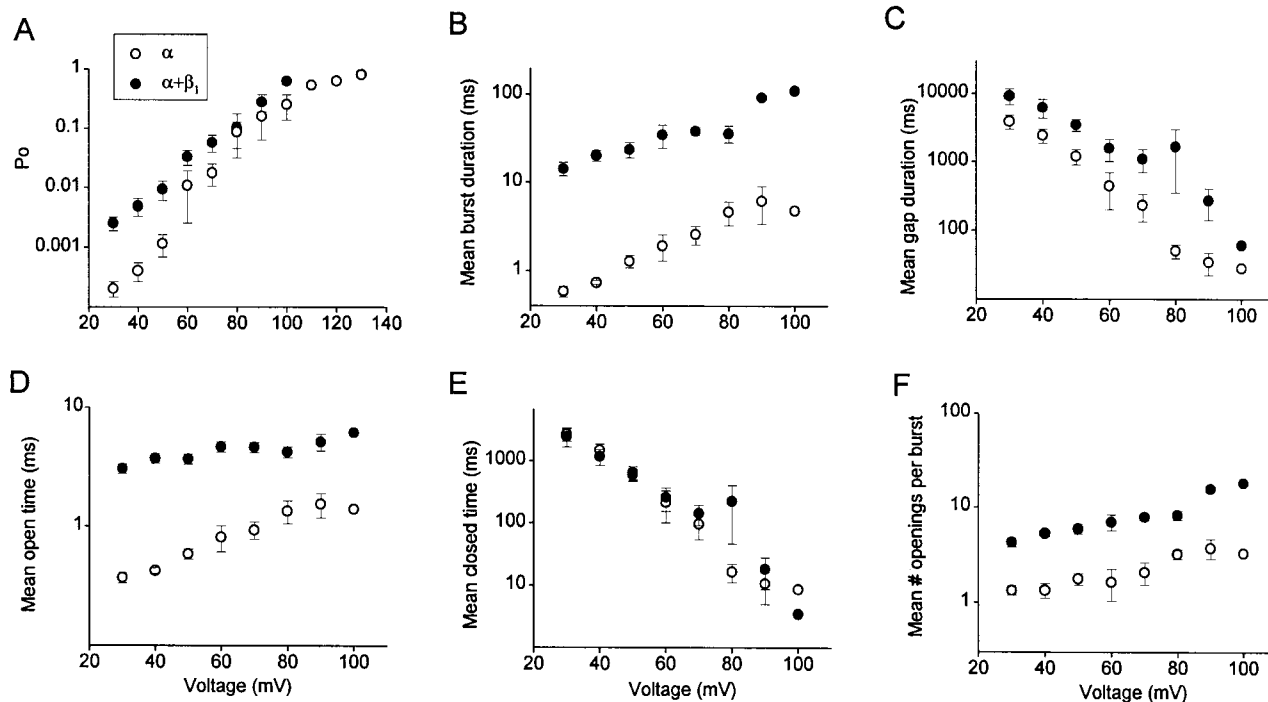 A
α
α+β₁
Po
1
0.1
0.01
0.001
20 40 60 80 100 120 140
B
Mean burst duration (ms)
100
10
1
20 40 60 80 100
C
Mean gap duration (ms)
10000
1000
100
20 40 60 80 100
D
Mean open time (ms)
10
1
20 40 60 80 100
Voltage (mV)
E
Mean closed time (ms)
1000
100
10
20 40 60 80 100
Voltage (mV)
F
Mean # openings per burst
100
10
1
20 40 60 80 100
Voltage (mV)